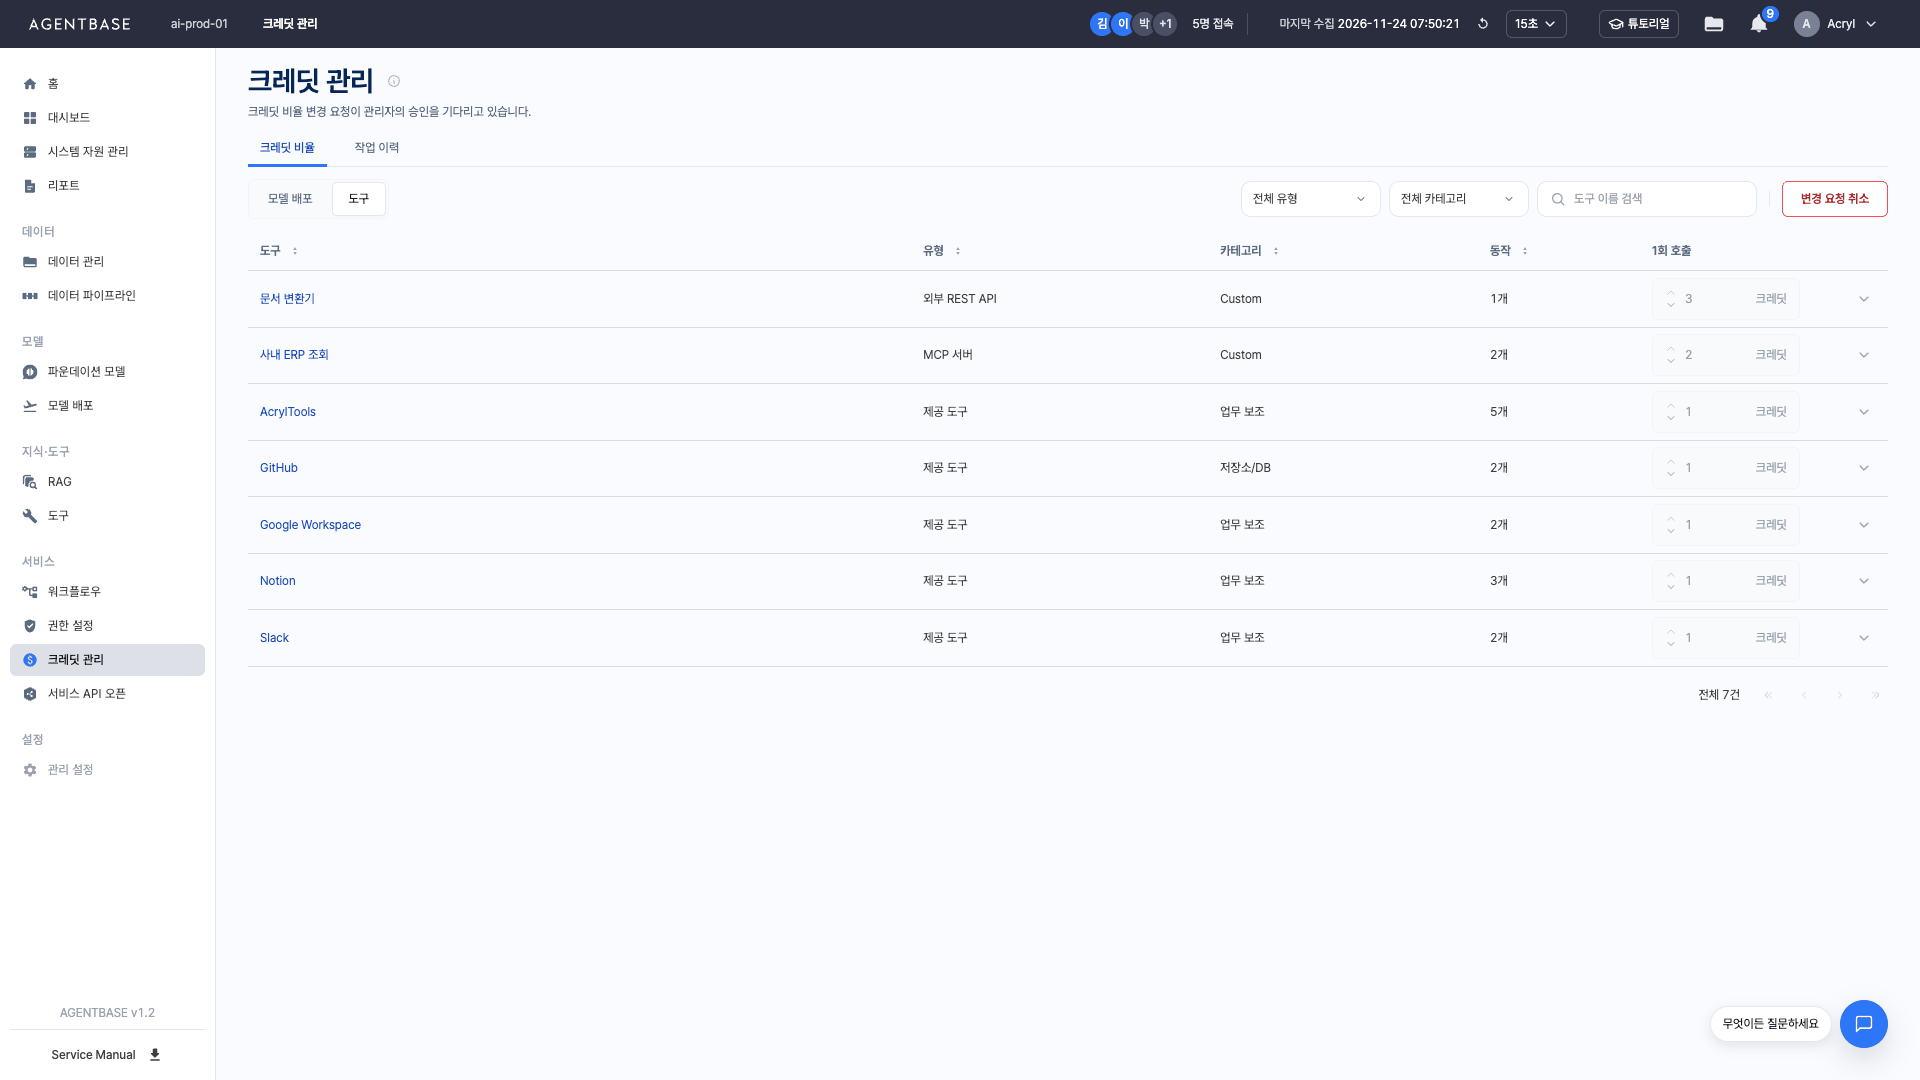 AGENTBASE
ai-prod-01
크레딧 관리
김 이 박 +1 5명 접속
마지막 수집 2026-11-24 07:50:21
15초
튜토리얼
9
A Acryl
홈
대시보드
시스템 자원 관리
리포트
데이터
데이터 관리
데이터 파이프라인
모델
파운데이션 모델
모델 배포
지식·도구
RAG
도구
서비스
워크플로우
권한 설정
크레딧 관리
서비스 API 오픈
설정
관리 설정
AGENTBASE v1.2
Service Manual
크레딧 관리
크레딧 비율 변경 요청이 관리자의 승인을 기다리고 있습니다.
크레딧 비율 작업 이력
모델 배포 도구
전체 유형 전체 카테고리 도구 이름 검색 변경 요청 취소
도구 유형 카테고리 동작 1회 호출
문서 변환기 외부 REST API Custom 1개 3 크레딧
사내 ERP 조회 MCP 서버 Custom 2개 2 크레딧
AcrylTools 제공 도구 업무 보조 5개 1 크레딧
GitHub 제공 도구 저장소/DB 2개 1 크레딧
Google Workspace 제공 도구 업무 보조 2개 1 크레딧
Notion 제공 도구 업무 보조 3개 1 크레딧
Slack 제공 도구 업무 보조 2개 1 크레딧
전체 7건
무엇이든 질문하세요